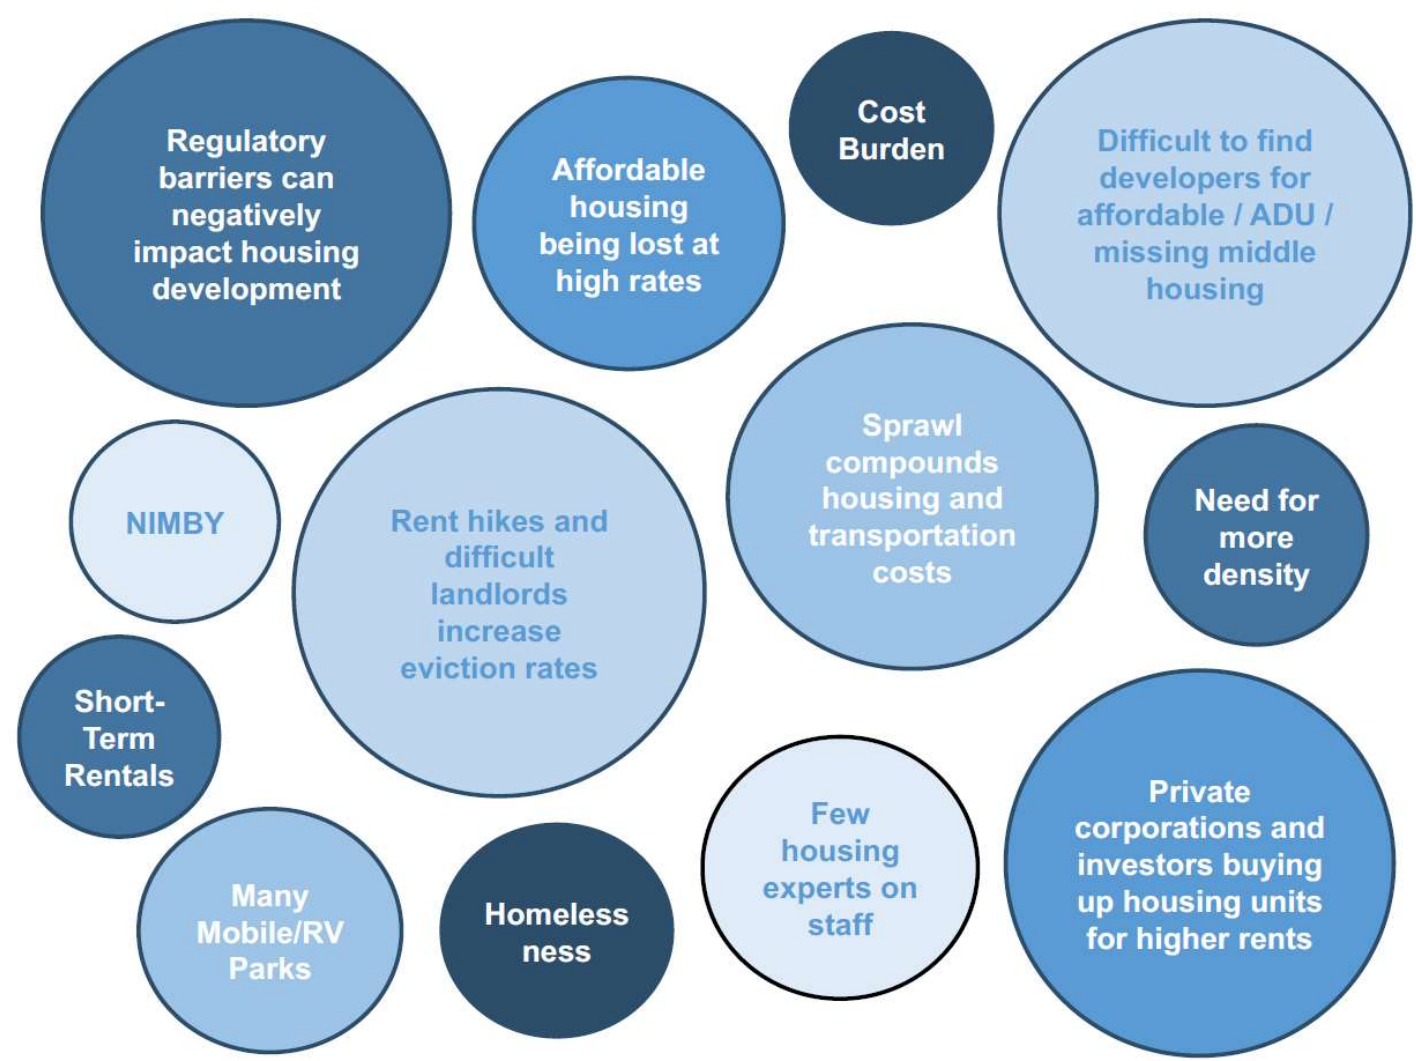 Regulatory
barriers can
negatively
impact housing
development
Affordable
housing
being lost at
high rates
Cost
Burden
Difficult to find
developers for
affordable / ADU /
missing middle
housing
NIMBY
Rent hikes and
difficult
landlords
increase
eviction rates
Sprawl
compounds
housing and
transportation
costs
Need for
more
density
Short-
Term
Rentals
Many
Mobile/RV
Parks
Homeless
ness
Few
housing
experts on
staff
Private
corporations and
investors buying
up housing units
for higher rents